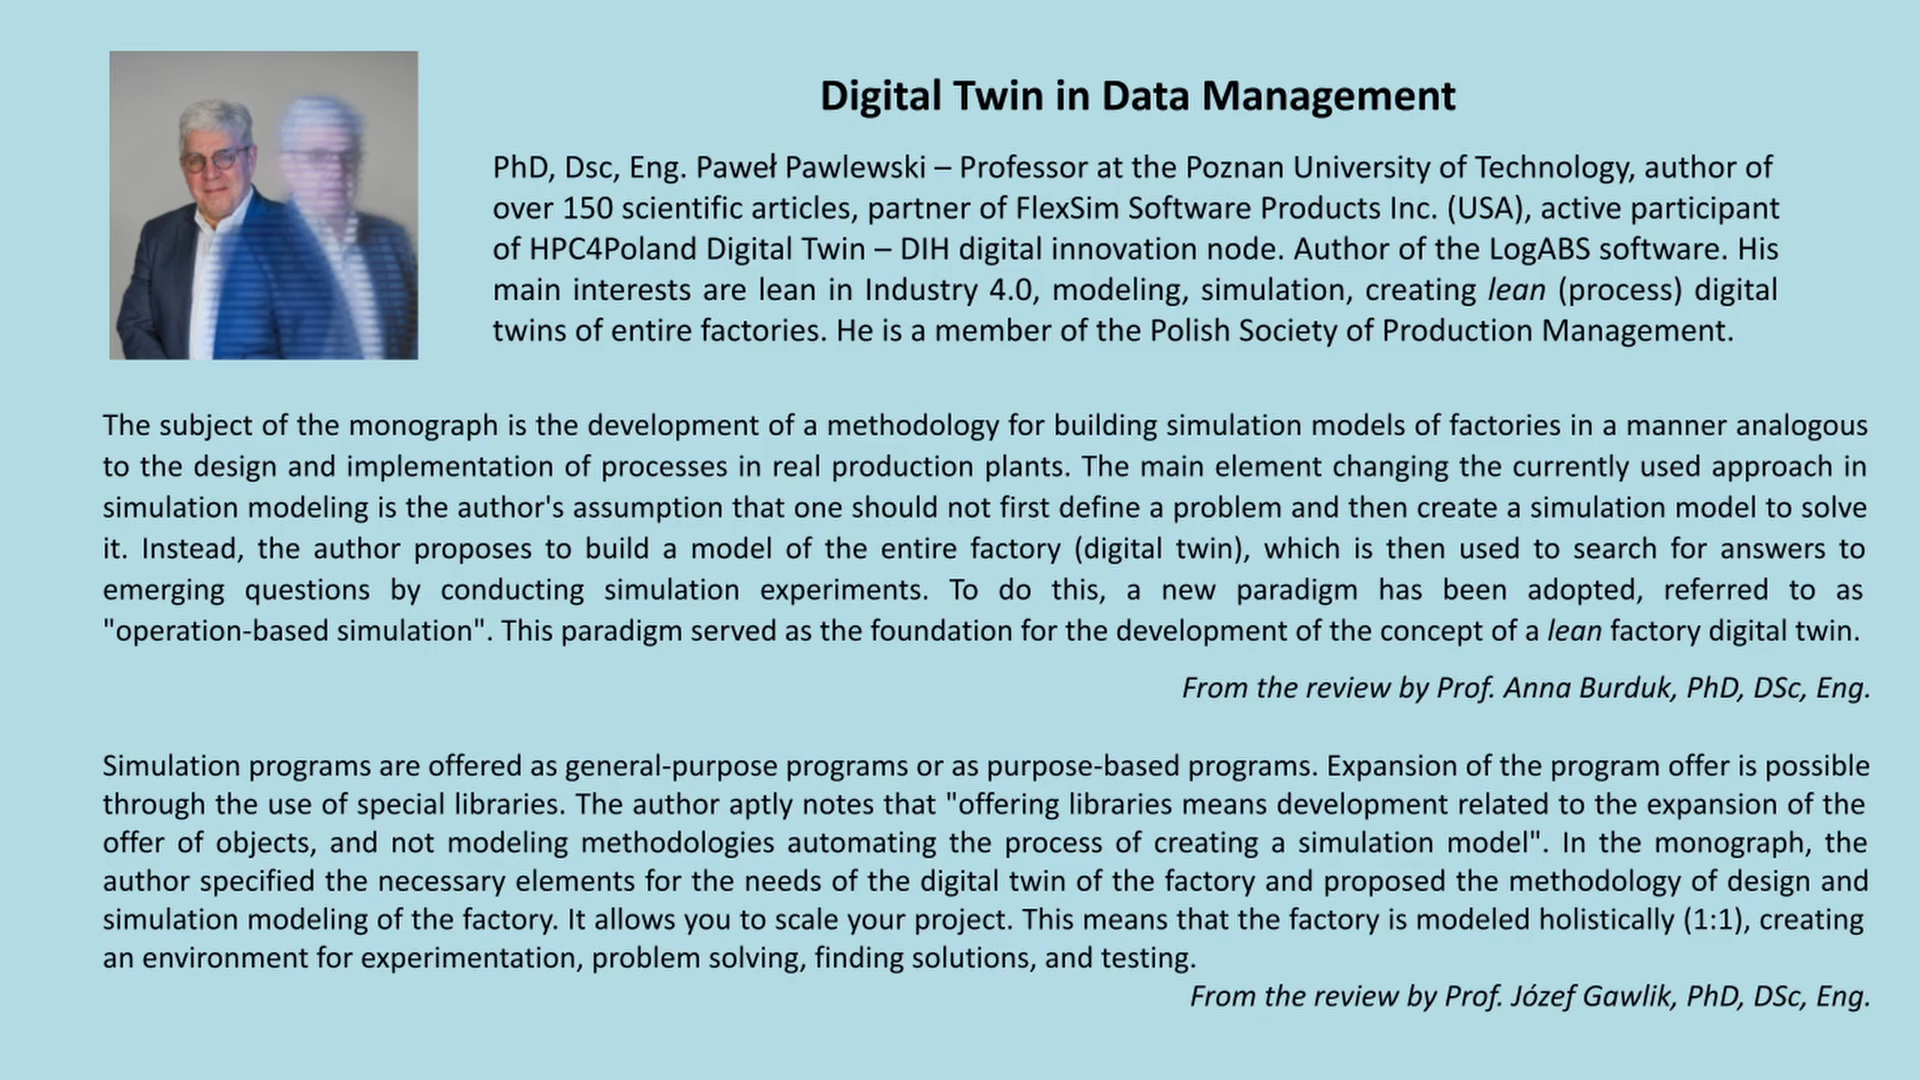 Digital Twin in Data Management
PhD, Dsc, Eng. Paweł Pawlewski – Professor at the Poznan University of Technology, author of
over 150 scientific articles, partner of FlexSim Software Products Inc. (USA), active participant
of HPC4Poland Digital Twin – DIH digital innovation node. Author of the LogABS software. His
main interests are lean in Industry 4.0, modeling, simulation, creating lean (process) digital
twins of entire factories. He is a member of the Polish Society of Production Management.
The subject of the monograph is the development of a methodology for building simulation models of factories in a manner analogous
to the design and implementation of processes in real production plants. The main element changing the currently used approach in
simulation modeling is the author's assumption that one should not first define a problem and then create a simulation model to solve
it. Instead, the author proposes to build a model of the entire factory (digital twin), which is then used to search for answers to
emerging questions by conducting simulation experiments. To do this, a new paradigm has been adopted, referred to as
"operation-based simulation". This paradigm served as the foundation for the development of the concept of a lean factory digital twin.
From the review by Prof. Anna Burduk, PhD, DSc, Eng.
Simulation programs are offered as general-purpose programs or as purpose-based programs. Expansion of the program offer is possible
through the use of special libraries. The author aptly notes that "offering libraries means development related to the expansion of the
offer of objects, and not modeling methodologies automating the process of creating a simulation model". In the monograph, the
author specified the necessary elements for the needs of the digital twin of the factory and proposed the methodology of design and
simulation modeling of the factory. It allows you to scale your project. This means that the factory is modeled holistically (1:1), creating
an environment for experimentation, problem solving, finding solutions, and testing.
From the review by Prof. Józef Gawlik, PhD, DSc, Eng.